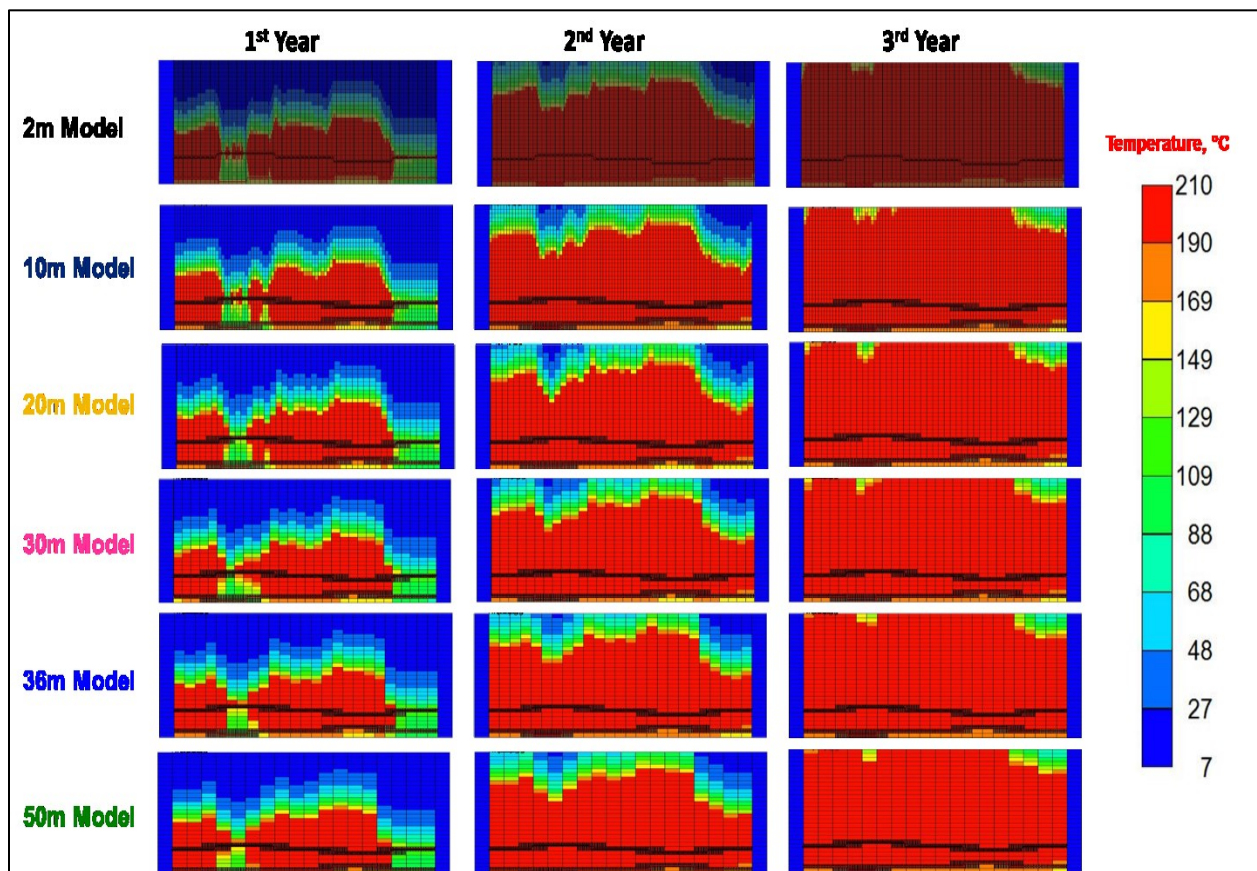 1st Year 2nd Year 3rd Year
2m Model
Temperature, °C
10m Model
20m Model
30m Model
36m Model
50m Model
210
190
169
149
129
109
88
68
48
27
7